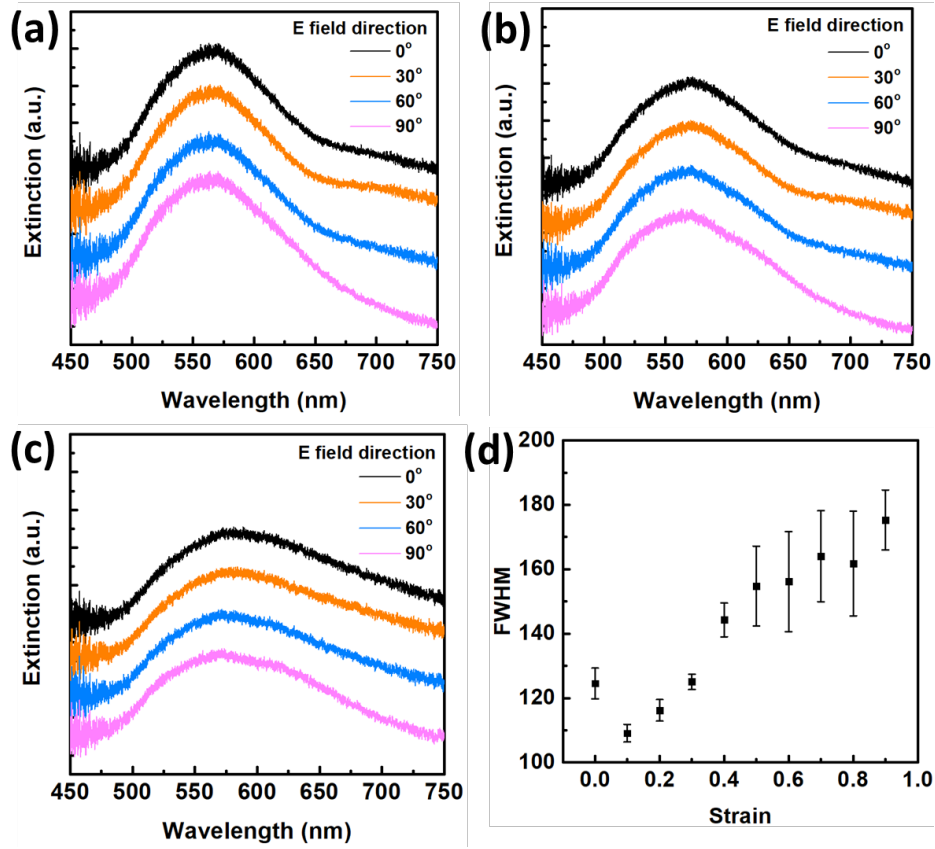 (a)
E field direction
0°
30°
60°
90°
Extinction (a.u.)
450 500 550 600 650 700 750
Wavelength (nm)
(b)
E field direction
0°
30°
60°
90°
Extinction (a.u.)
450 500 550 600 650 700 750
Wavelength (nm)
(c)
E field direction
0°
30°
60°
90°
Extinction (a.u.)
450 500 550 600 650 700 750
Wavelength (nm)
(d)
200
180
160
140
120
100
FWHM
0.0 0.2 0.4 0.6 0.8 1.0
Strain